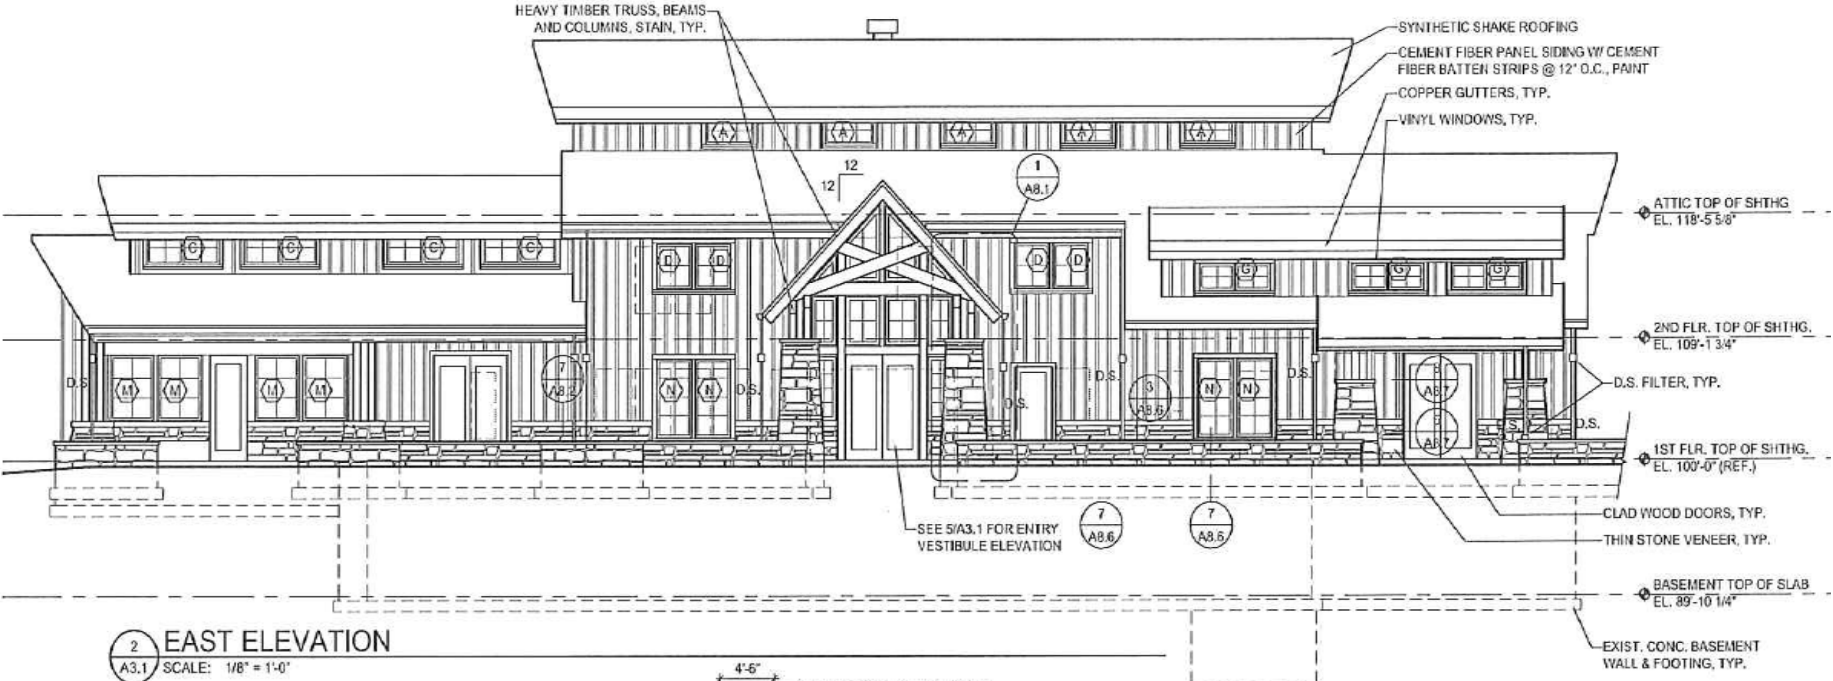 HEAVY TIMBER TRUSS, BEAMS
AND COLUMNS, STAIN, TYP.
SYNTHETIC SHAKE ROOFING
CEMENT FIBER PANEL SIDING W/ CEMENT
FIBER BATTEN STRIPS @ 12" O.C., PAINT
COPPER GUTTERS, TYP.
VINYL WINDOWS, TYP.
A A A A A
12
12
1
A8.1
ATTIC TOP OF SHTHG
EL. 118'-5 5/8"
C C C C
D D D D
G G G
2ND FLR. TOP OF SHTHG.
EL. 109'-1 3/4"
D.S.
M M M M
7
A8.2
N N
D.S.
D.S.
D.S.
3
A8.6
N N
D.S.
A8.7
A8.7
D.S. FILTER, TYP.
D.S.
D.S.
1ST FLR. TOP OF SHTHG.
EL. 100'-0" (REF.)
SEE 5/A3.1 FOR ENTRY
VESTIBULE ELEVATION
7
A8.6
7
A8.6
CLAD WOOD DOORS, TYP.
THIN STONE VENEER, TYP.
BASEMENT TOP OF SLAB
EL. 89'-10 1/4"
2
A3.1
EAST ELEVATION
SCALE: 1/8" = 1'-0"
4'-6"
EXIST. CONC. BASEMENT
WALL & FOOTING, TYP.